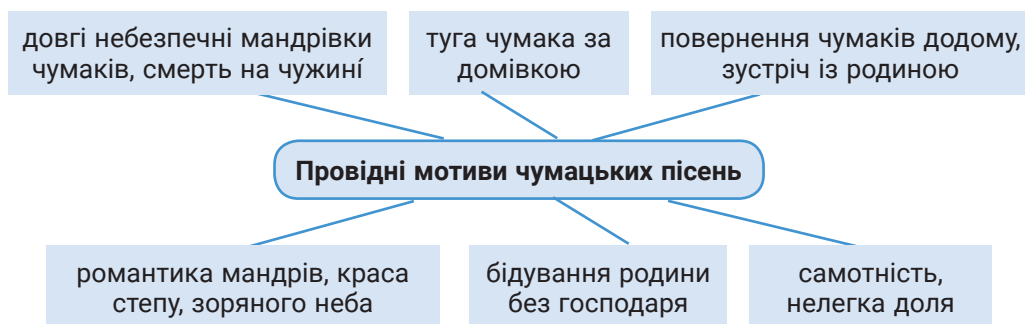 довгі небезпечні мандрівки
чумаків, смерть на чужині́
туга чумака за
домівкою
повернення чумаків додому,
зустріч із родиною
Провідні мотиви чумацьких пісень
романтика мандрів, краса
степу, зоряного неба
бідування родини
без господаря
самотність,
нелегка доля